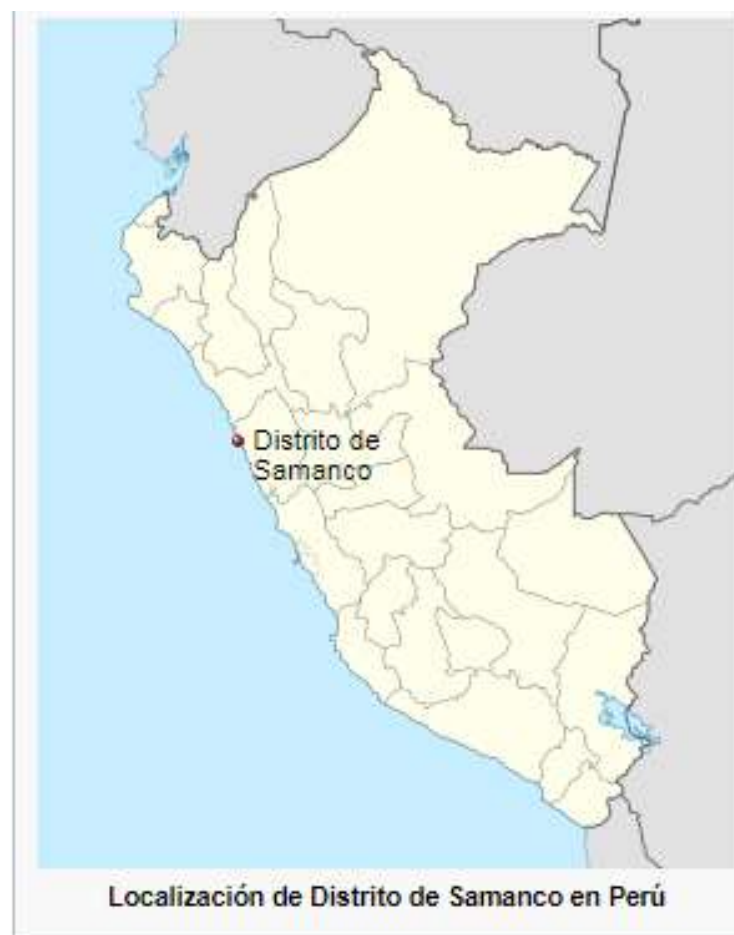 Distrito de
Samanco
Localización de Distrito de Samanco en Perú